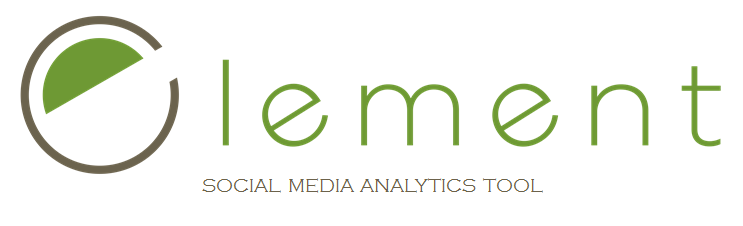 element
SOCIAL MEDIA ANALYTICS TOOL